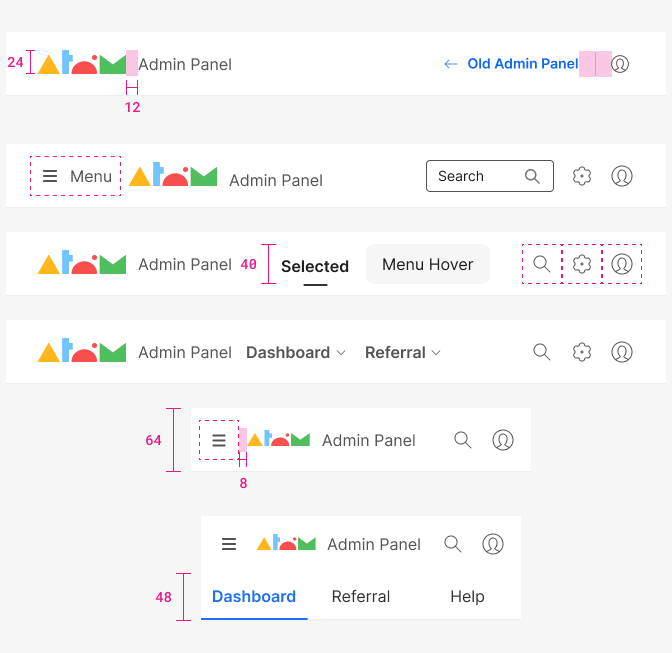 24 Admin Panel Old Admin Panel
12
Menu Admin Panel Search
Admin Panel 40 Selected Menu Hover
Admin Panel Dashboard Referral
64 Admin Panel
8
Admin Panel
48 Dashboard Referral Help